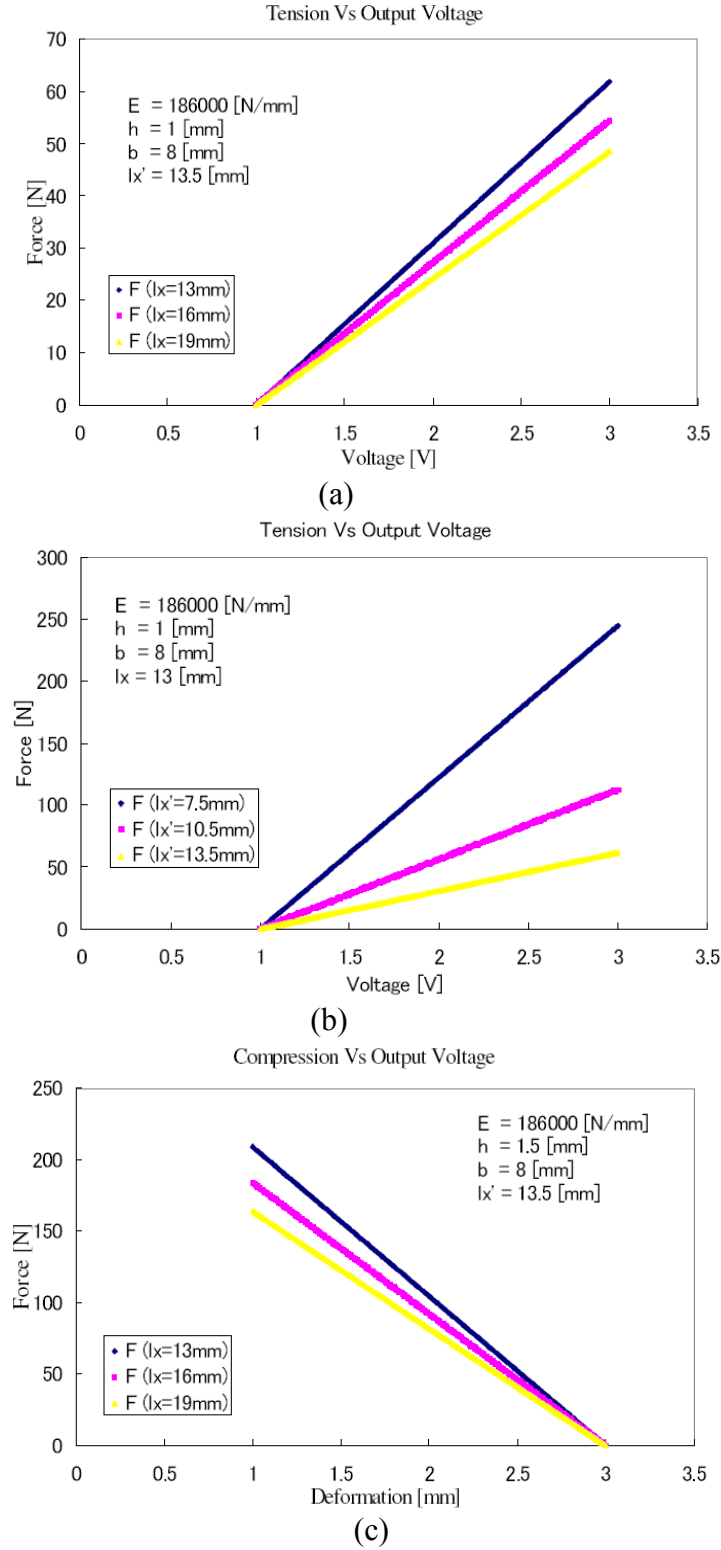 Tension Vs Output Voltage
70
60
50
40
30
20
10
0
Force [N]
E = 186000 [N/mm]
h = 1 [mm]
b = 8 [mm]
lx' = 13.5 [mm]
F (lx=13mm)
F (lx=16mm)
F (lx=19mm)
0 0.5 1 1.5 2 2.5 3 3.5
Voltage [V]
(a)
Tension Vs Output Voltage
300
250
200
150
100
50
0
Force [N]
E = 186000 [N/mm]
h = 1 [mm]
b = 8 [mm]
lx = 13 [mm]
F (lx'=7.5mm)
F (lx'=10.5mm)
F (lx'=13.5mm)
0 0.5 1 1.5 2 2.5 3 3.5
Voltage [V]
(b)
Compression Vs Output Voltage
250
200
150
100
50
0
Force [N]
E = 186000 [N/mm]
h = 1.5 [mm]
b = 8 [mm]
lx' = 13.5 [mm]
F (lx=13mm)
F (lx=16mm)
F (lx=19mm)
0 0.5 1 1.5 2 2.5 3 3.5
Deformation [mm]
(c)